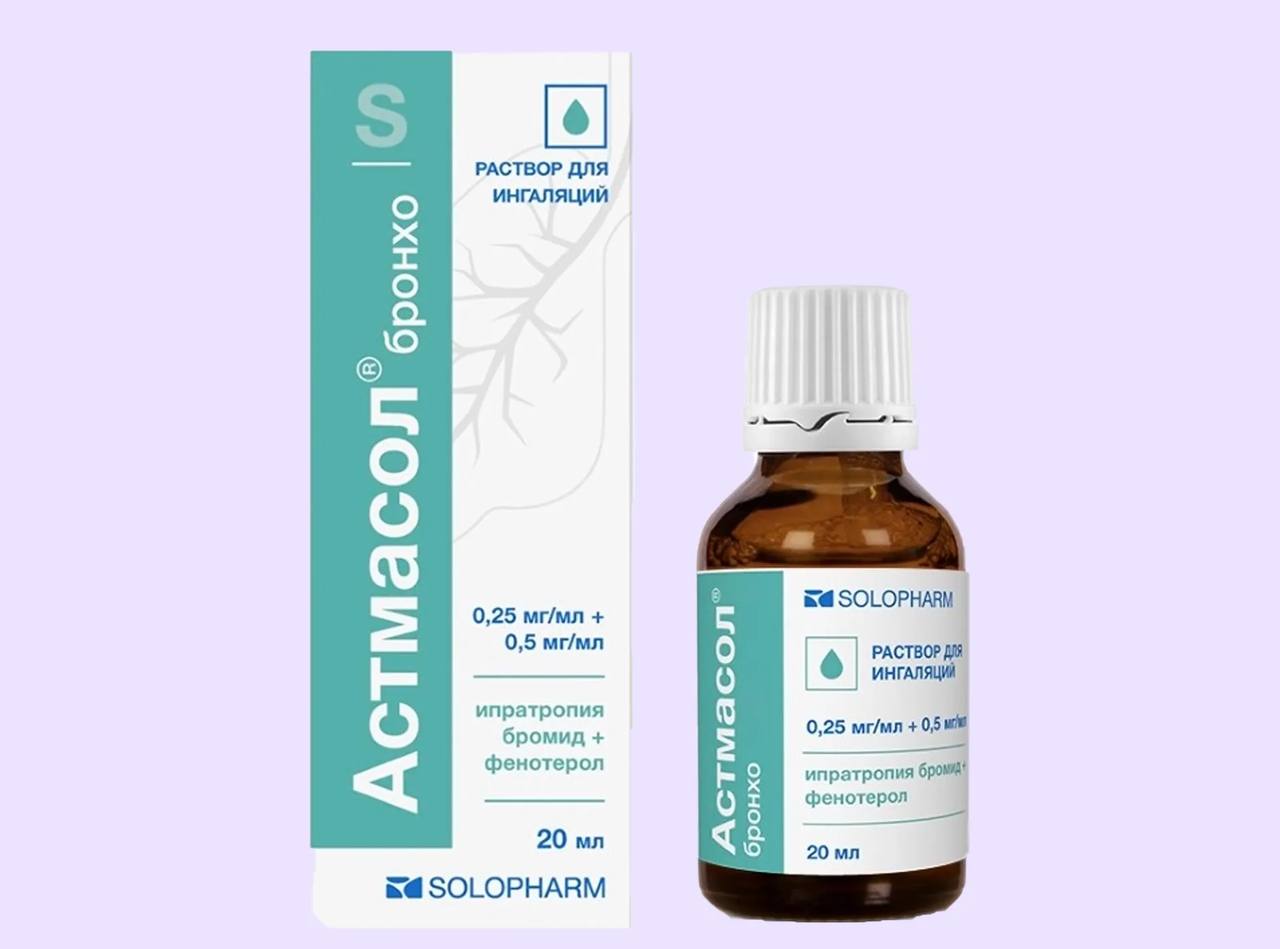 S
Астмасол® бронхо
РАСТВОР ДЛЯ
ИНГАЛЯЦИЙ
0,25 мг/мл +
0,5 мг/мл
ипратропия
бромид +
фенотерол
20 мл
SOLOPHARM
Астмасол®
бронхо
SOLOPHARM
РАСТВОР ДЛЯ
ИНГАЛЯЦИЙ
0,25 мг/мл + 0,5 мг/мл
ипратропия бромид +
фенотерол
20 мл